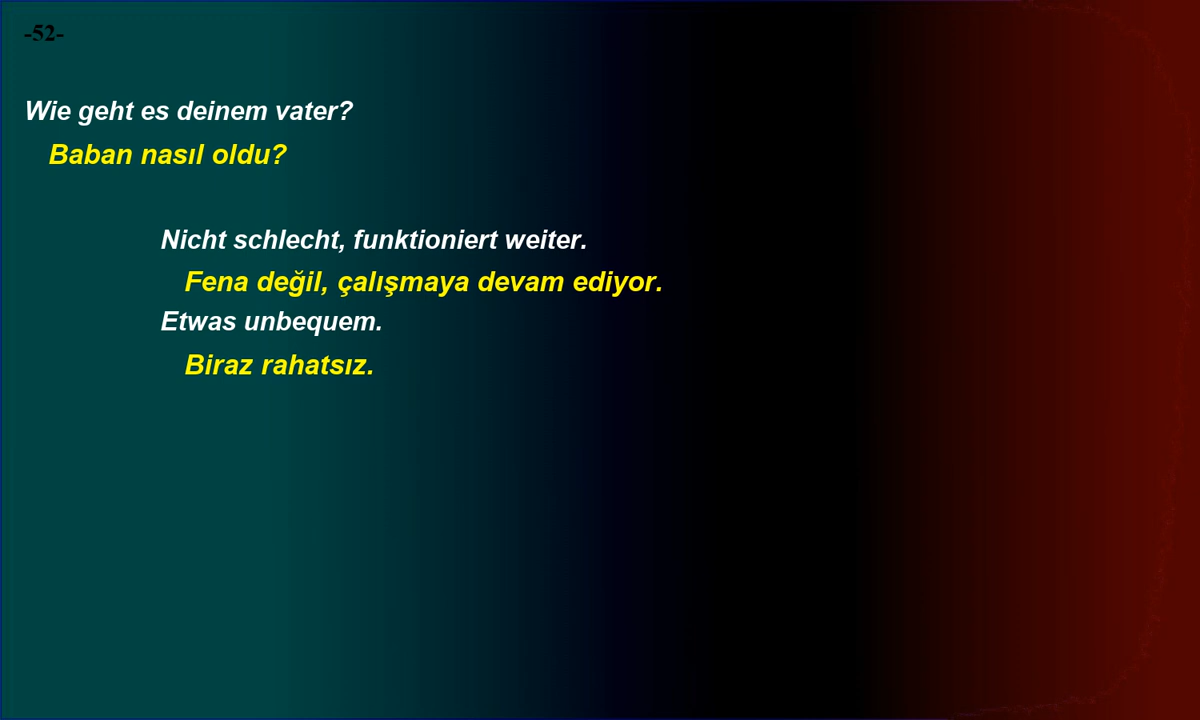 -52-
Wie geht es deinem vater?
Baban nasıl oldu?
Nicht schlecht, funktioniert weiter.
Fena değil, çalışmaya devam ediyor.
Etwas unbequem.
Biraz rahatsız.